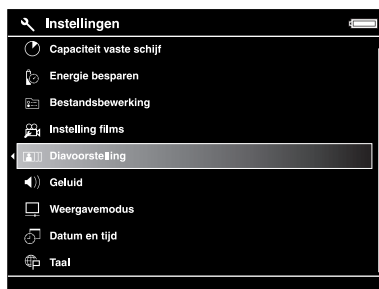 Instellingen
Capaciteit vaste schijf
Energie besparen
Bestandsbewerking
Instelling films
Diavoorstelling
Geluid
Weergavemodus
Datum en tijd
Taal